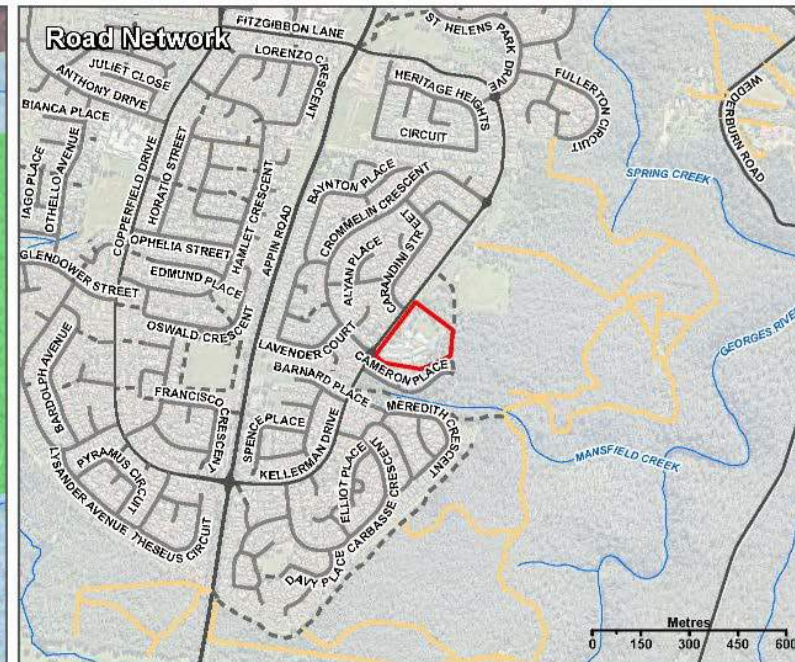 Road Network
FITZGIBBON LANE
ST HELENS PARK DRIVE
LORENZO CRESCENT
JULIET CLOSE
ANTHONY DRIVE
BIANCA PLACE
HERITAGE HEIGHTS
CIRCUIT
FULLERTON CIRCUIT
WEDDERBURN ROAD
IAGO PLACE
OTHELLO AVENUE
COPPERFIELD DRIVE
HORATIO STREET
HAMLET CRESCENT
APPIN ROAD
BAYNTON PLACE
CROMMELIN CRESCENT
SPRING CREEK
OPHELIA STREET
EDMUND PLACE
ALYAN PLACE
CARANDINI STREET
GLENDOWER STREET
OSWALD CRESCENT
LAVENDER COURT
CAMERON PLACE
GEORGES RIVER
BARDOLPH AVENUE
BARNARD PLACE
FRANCISCO CRESCENT
SPENCE PLACE
KELLERMAN DRIVE
MEREDITH CRESCENT
MANSFIELD CREEK
PYRAMUS CIRCUIT
ELLIOT PLACE
CARBASSE CRESCENT
LYSANDER AVENUE
THESEUS CIRCUIT
DAVY PLACE
Metres
0 150 300 450 600